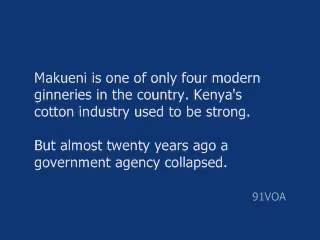 Makueni is one of only four modern
ginneries in the country. Kenya's
cotton industry used to be strong.
But almost twenty years ago a
government agency collapsed.
91VOA